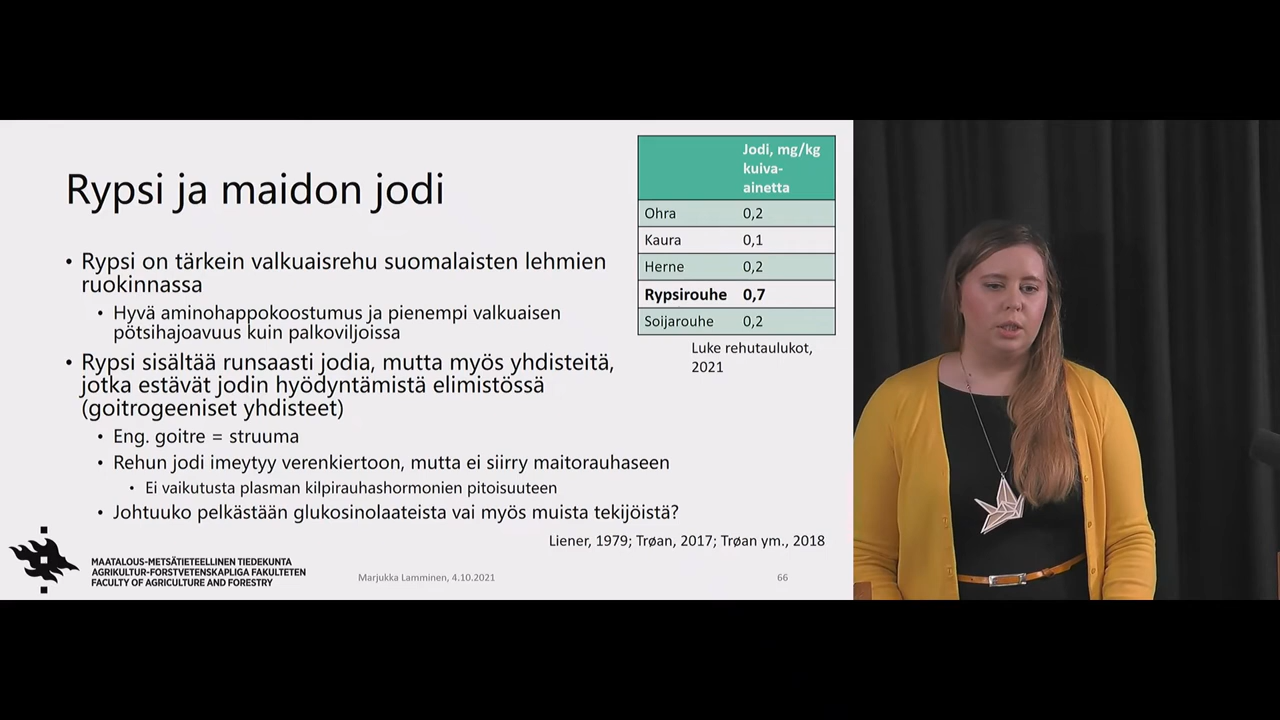 Rypsi ja maidon jodi
• Rypsi on tärkein valkuaisrehu suomalaisten lehmien
ruokinnassa
• Hyvä aminohappokoostumus ja pienempi valkuaisen
pötsihajoavuus kuin palkoviljoissa
• Rypsi sisältää runsaasti jodia, mutta myös yhdisteitä,
jotka estävät jodin hyödyntämistä elimistössä
(goitrogeeniset yhdisteet)
• Eng. goitre = struuma
• Rehun jodi imeytyy verenkiertoon, mutta ei siirry maitorauhaseen
• Ei vaikutusta plasman kilpirauhashormonien pitoisuuteen
• Johtuuko pelkästään glukosinolaateista vai myös muista tekijöistä?
Jodi, mg/kg
kuiva-
ainetta
Ohra 0,2
Kaura 0,1
Herne 0,2
Rypsirouhe 0,7
Soijarouhe 0,2
Luke rehutaulukot,
2021
Liener, 1979; Trøan, 2017; Trøan ym., 2018
MAATALOUS-METSÄTIETEELLINEN TIEDEKUNTA
AGRIKULTUR-FORSTVETENSKAPLIGA FAKULTETEN
FACULTY OF AGRICULTURE AND FORESTRY
Marjukka Lamminen, 4.10.2021
66